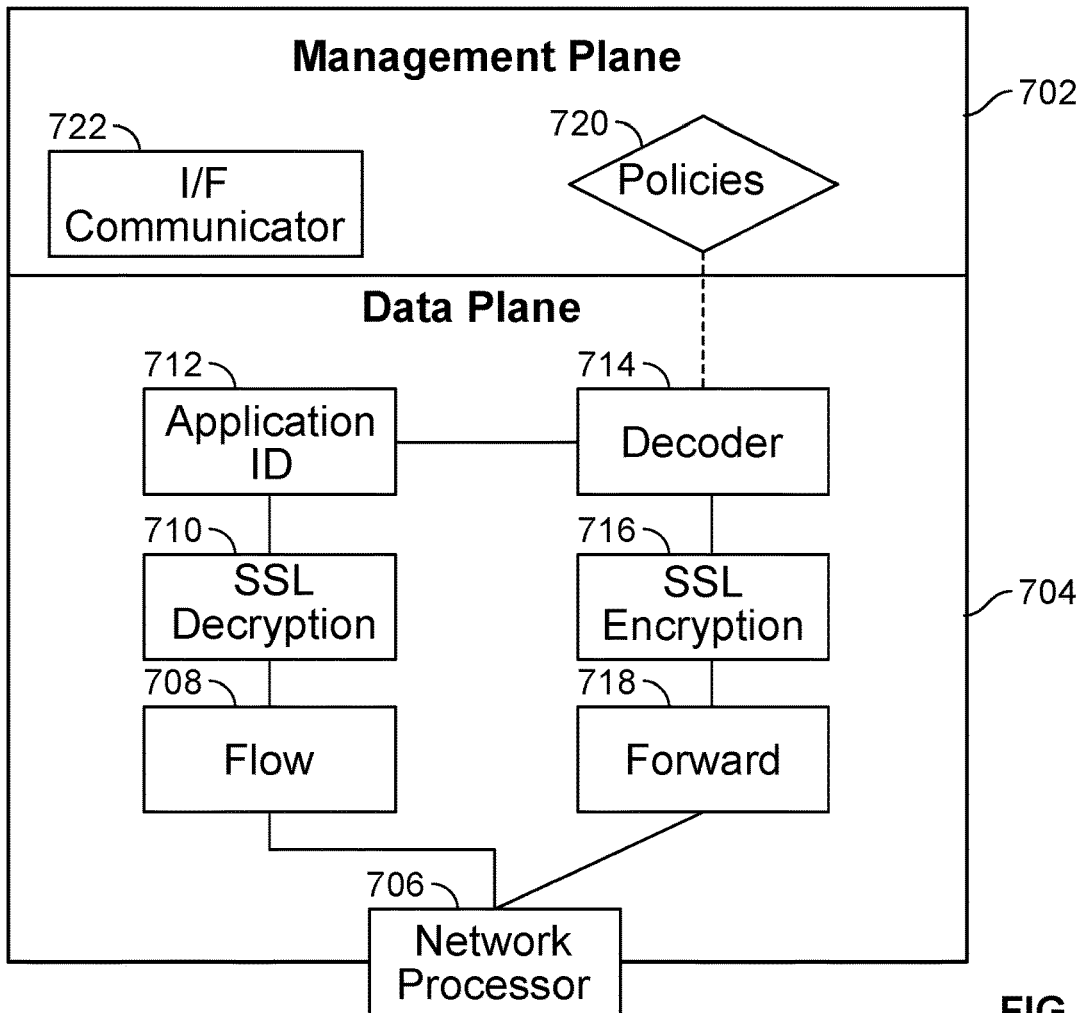 Management Plane
702
722
720
I/F
Communicator
Policies
Data Plane
712
714
Application
ID
Decoder
710
716
SSL
Decryption
SSL
Encryption
704
708
718
Flow
Forward
706
Network
Processor
FIG